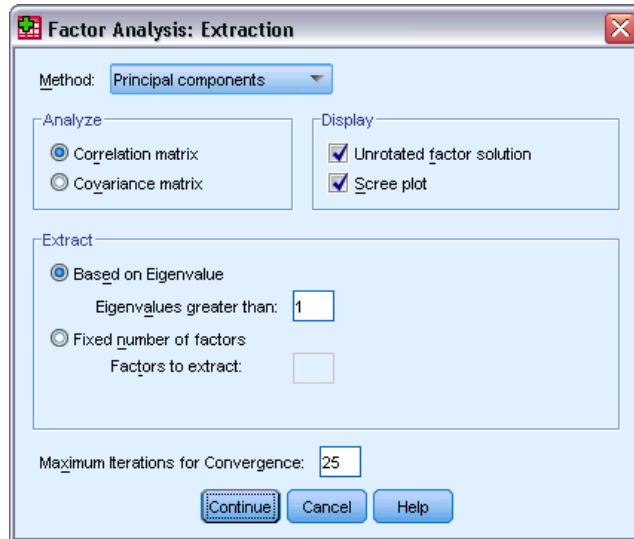 Factor Analysis: Extraction
Method: Principal components
Analyze
Correlation matrix
Covariance matrix
Display
Unrotated factor solution
Scree plot
Extract
Based on Eigenvalue
Eigenvalues greater than: 1
Fixed number of factors
Factors to extract:
Maximum Iterations for Convergence: 25
Continue Cancel Help